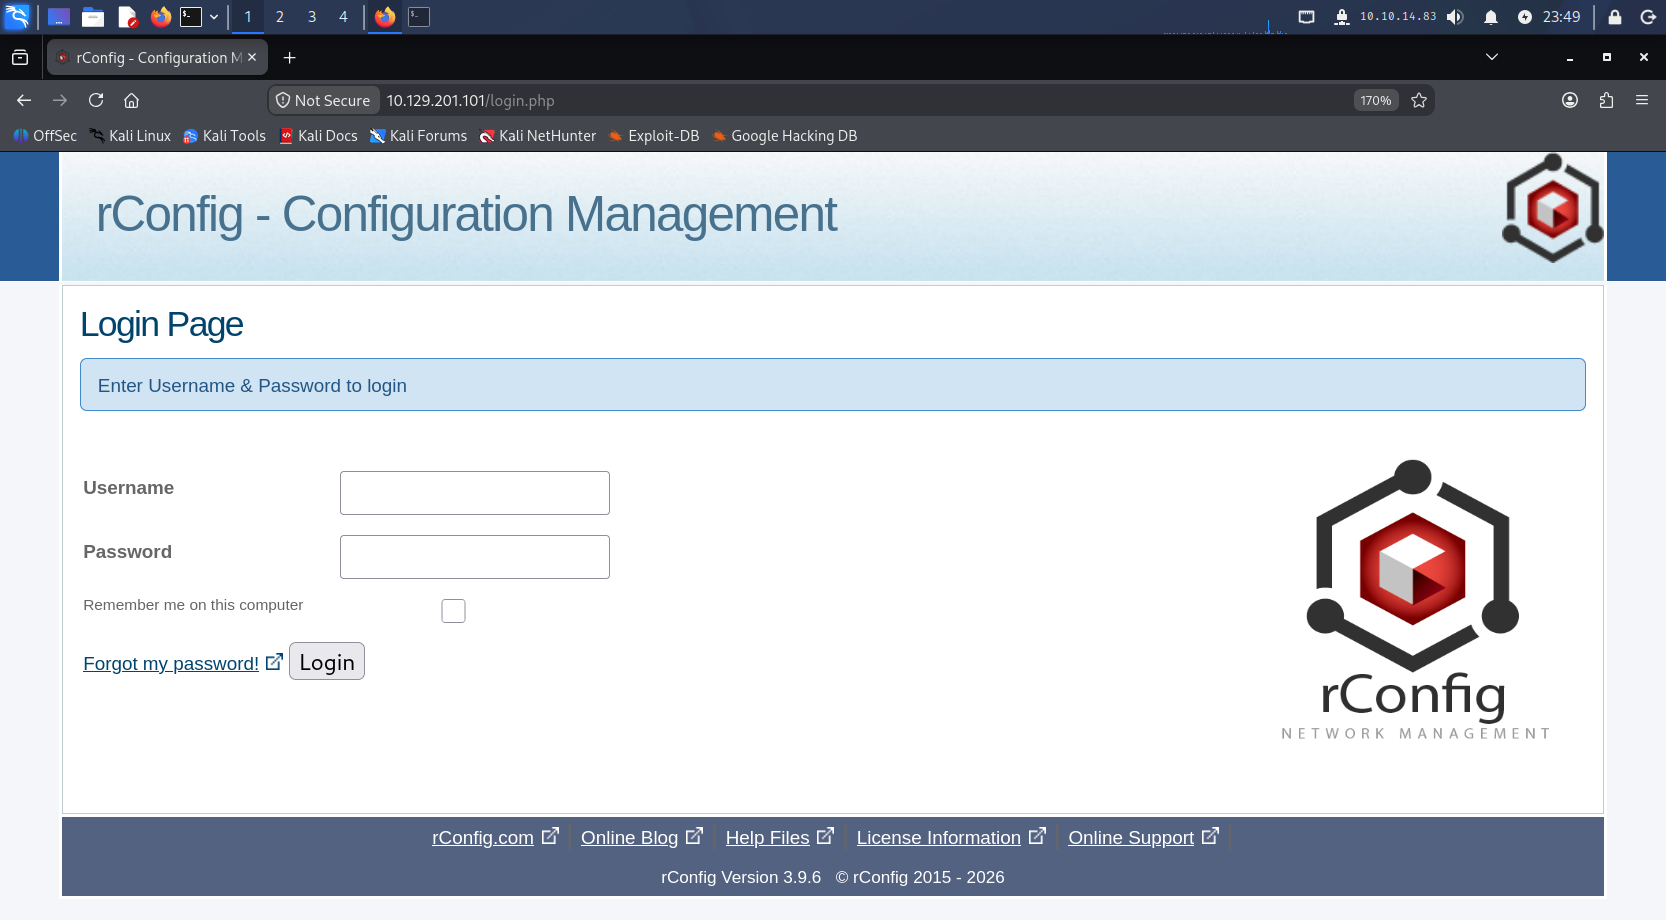 1 2 3 4 10.10.14.83 23:49
rConfig - Configuration M
Not Secure 10.129.201.101/login.php 170%
OffSec Kali Linux Kali Tools Kali Docs Kali Forums Kali NetHunter Exploit-DB Google Hacking DB
rConfig - Configuration Management
Login Page
Enter Username & Password to login
Username
Password
Remember me on this computer
Forgot my password! Login
rConfig
NETWORK MANAGEMENT
rConfig.com Online Blog Help Files License Information Online Support
rConfig Version 3.9.6 © rConfig 2015 - 2026